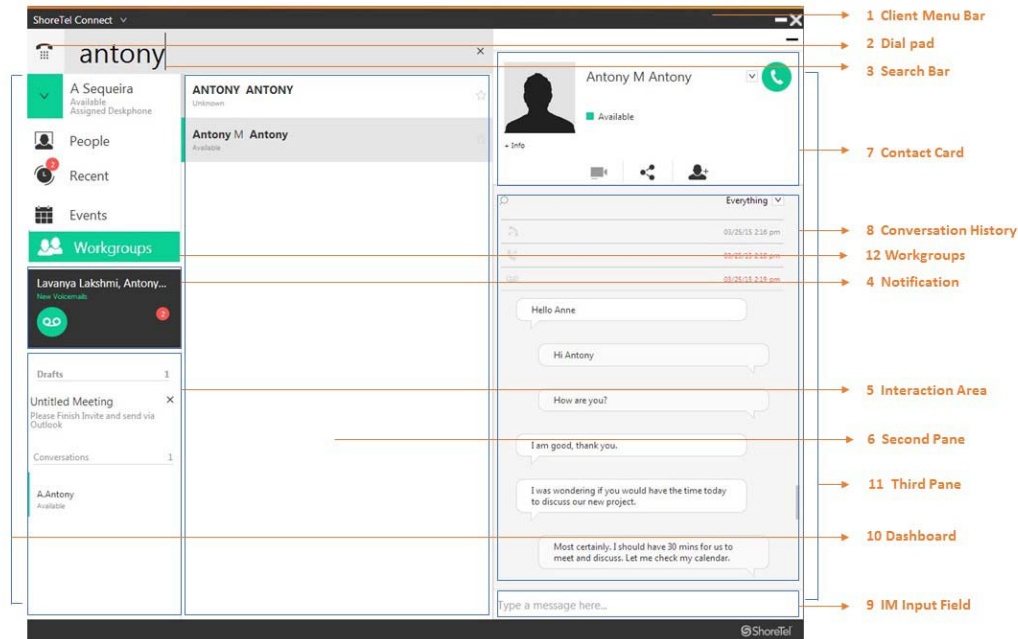 ShoreTel Connect
antony
×
A Sequeira
Available
Assigned Deskphone
People
2
Recent
Events
Workgroups
Lavanya Lakshmi, Antony...
New Voicemails
2
Drafts 1
Untitled Meeting ×
Please Finish Invite and send via
Outlook
Conversations 1
A.Antony
Available
ANTONY ANTONY
Unknown
Antony M Antony
Available
Antony M Antony
Available
+ Info
Everything
03/25/15 2:16 pm
03/25/15 2:18 pm
03/25/15 2:19 pm
Hello Anne
Hi Antony
How are you?
I am good, thank you.
I was wondering if you would have the time today
to discuss our new project.
Most certainly. I should have 30 mins for us to
meet and discuss. Let me check my calendar.
Type a message here...
ShoreTel
1 Client Menu Bar
2 Dial pad
3 Search Bar
7 Contact Card
8 Conversation History
12 Workgroups
4 Notification
5 Interaction Area
6 Second Pane
11 Third Pane
10 Dashboard
9 IM Input Field